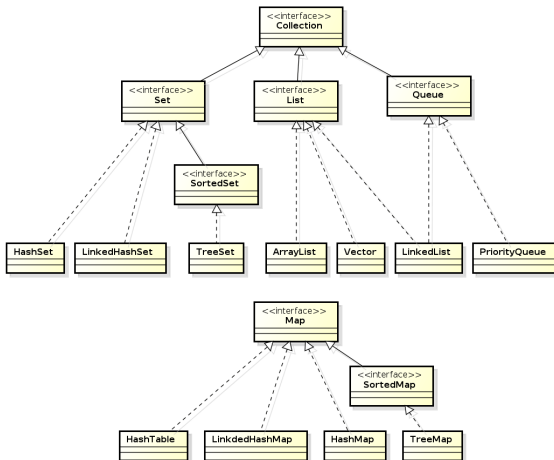 <<interface>>
Collection
<<interface>>
Set
<<interface>>
List
<<interface>>
Queue
<<interface>>
SortedSet
HashSet
LinkedHashSet
TreeSet
ArrayList
Vector
LinkedList
PriorityQueue
<<interface>>
Map
<<interface>>
SortedMap
HashTable
LinkdedHashMap
HashMap
TreeMap